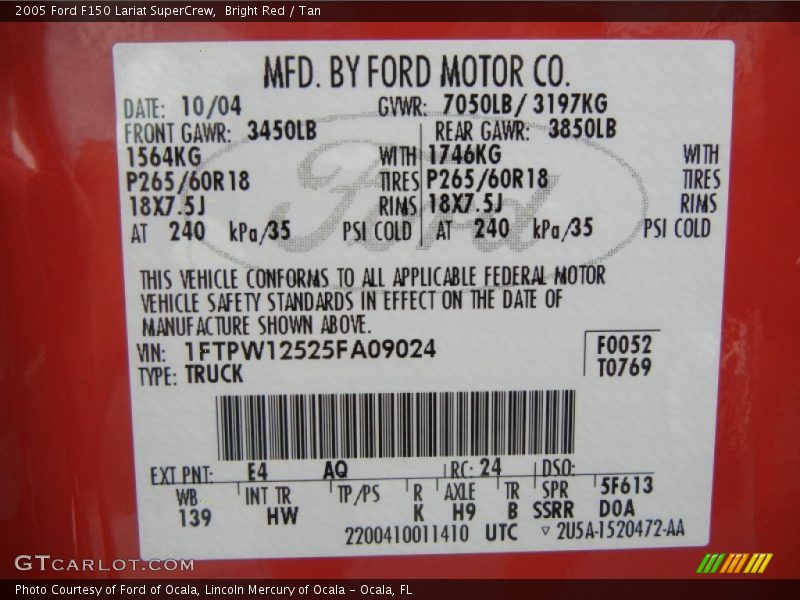 2005 Ford F150 Lariat SuperCrew, Bright Red / Tan
MFD. BY FORD MOTOR CO.
DATE: 10/04 GVWR: 7050LB / 3197KG
FRONT GAWR: 3450LB REAR GAWR: 3850LB
1564KG WITH 1746KG WITH
P265/60R18 TIRES P265/60R18 TIRES
18X7.5J RIMS 18X7.5J RIMS
AT 240 kPa/35 PSI COLD AT 240 kPa/35 PSI COLD
Ford
THIS VEHICLE CONFORMS TO ALL APPLICABLE FEDERAL MOTOR
VEHICLE SAFETY STANDARDS IN EFFECT ON THE DATE OF
MANUFACTURE SHOWN ABOVE.
VIN: 1FTPW12525FA09024 F0052
TYPE: TRUCK T0769
EXT PNT: E4 AQ RC: 24 DSO:
WB INT TR TP/PS R AXLE TR SPR 5F613
139 HW K H9 B SSRR D0A
2200410011410 UTC ▽ 2U5A-1520472-AA
GTCARLOT.COM
Photo Courtesy of Ford of Ocala, Lincoln Mercury of Ocala - Ocala, FL